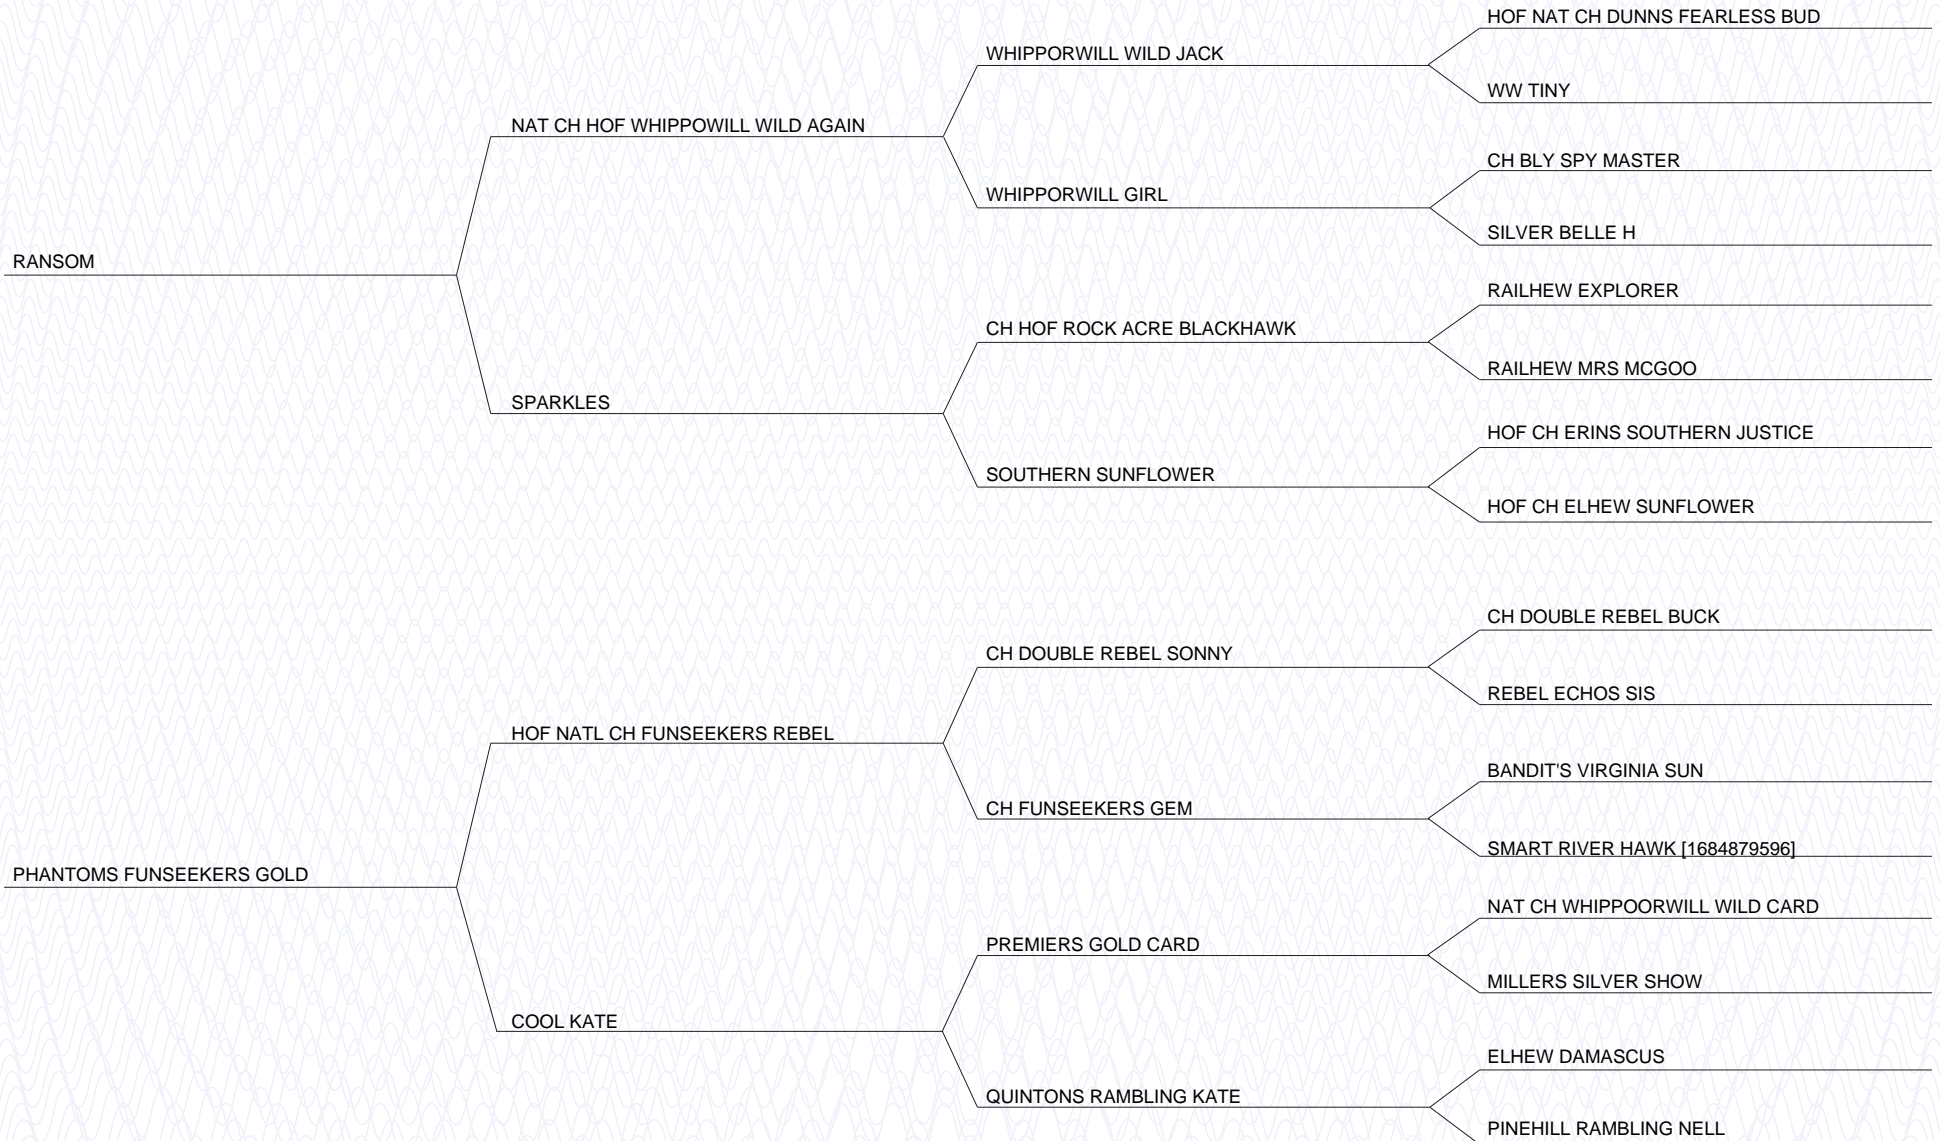 HOF NAT CH DUNNS FEARLESS BUD
WHIPPORWILL WILD JACK
WW TINY
NAT CH HOF WHIPPOWILL WILD AGAIN
CH BLY SPY MASTER
WHIPPORWILL GIRL
SILVER BELLE H
RANSOM
RAILHEW EXPLORER
CH HOF ROCK ACRE BLACKHAWK
RAILHEW MRS MCGOO
SPARKLES
HOF CH ERINS SOUTHERN JUSTICE
SOUTHERN SUNFLOWER
HOF CH ELHEW SUNFLOWER
CH DOUBLE REBEL BUCK
CH DOUBLE REBEL SONNY
REBEL ECHOS SIS
HOF NATL CH FUNSEEKERS REBEL
BANDIT'S VIRGINIA SUN
CH FUNSEEKERS GEM
SMART RIVER HAWK [1684879596]
PHANTOMS FUNSEEKERS GOLD
NAT CH WHIPPOORWILL WILD CARD
PREMIERS GOLD CARD
MILLERS SILVER SHOW
COOL KATE
ELHEW DAMASCUS
QUINTONS RAMBLING KATE
PINEHILL RAMBLING NELL